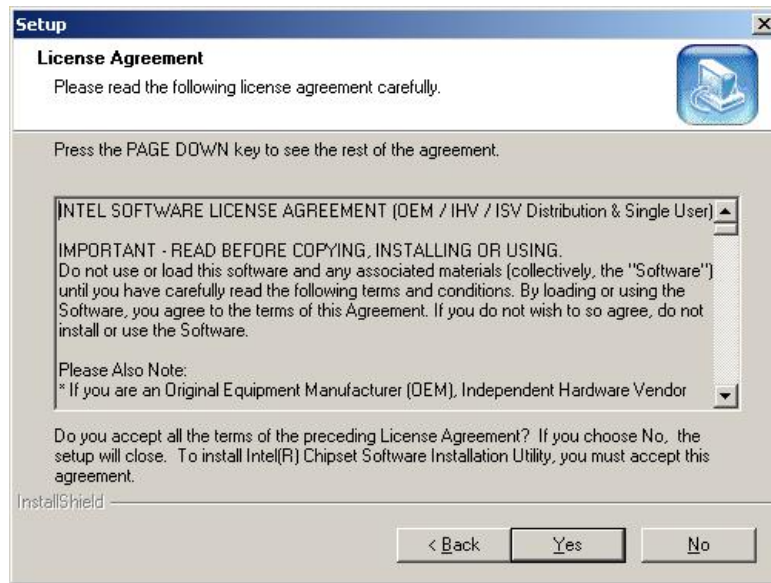 Setup
License Agreement
Please read the following license agreement carefully.
Press the PAGE DOWN key to see the rest of the agreement.
INTEL SOFTWARE LICENSE AGREEMENT (OEM / IHV / ISV Distribution & Single User)
IMPORTANT - READ BEFORE COPYING, INSTALLING OR USING.
Do not use or load this software and any associated materials (collectively, the "Software")
until you have carefully read the following terms and conditions. By loading or using the
Software, you agree to the terms of this Agreement. If you do not wish to so agree, do not
install or use the Software.
Please Also Note:
* If you are an Original Equipment Manufacturer (OEM), Independent Hardware Vendor
Do you accept all the terms of the preceding License Agreement? If you choose No, the
setup will close. To install Intel(R) Chipset Software Installation Utility, you must accept this
agreement.
InstallShield
< Back Yes No